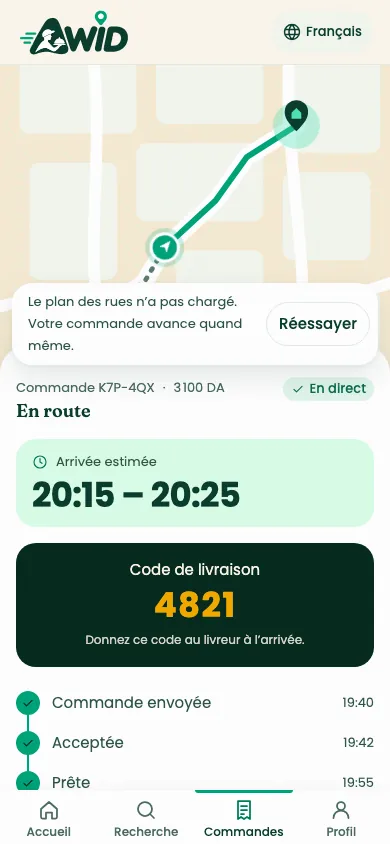 AWID
Français
Le plan des rues n’a pas chargé.
Votre commande avance quand
même.
Réessayer
Commande K7P-4QX · 3 100 DA
En direct
En route
Arrivée estimée
20:15 – 20:25
Code de livraison
4821
Donnez ce code au livreur à l’arrivée.
Commande envoyée 19:40
Acceptée 19:42
Prête 19:55
Accueil Recherche Commandes Profil